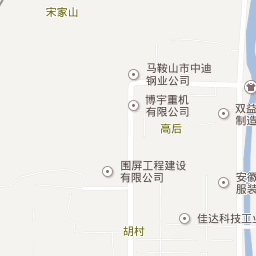 宋家山
马鞍山市中迪
钢业公司
博宇重机
有限公司
双益
制造
高后
围屏工程建设
有限公司
安徽
服装
佳达科技工业
胡村